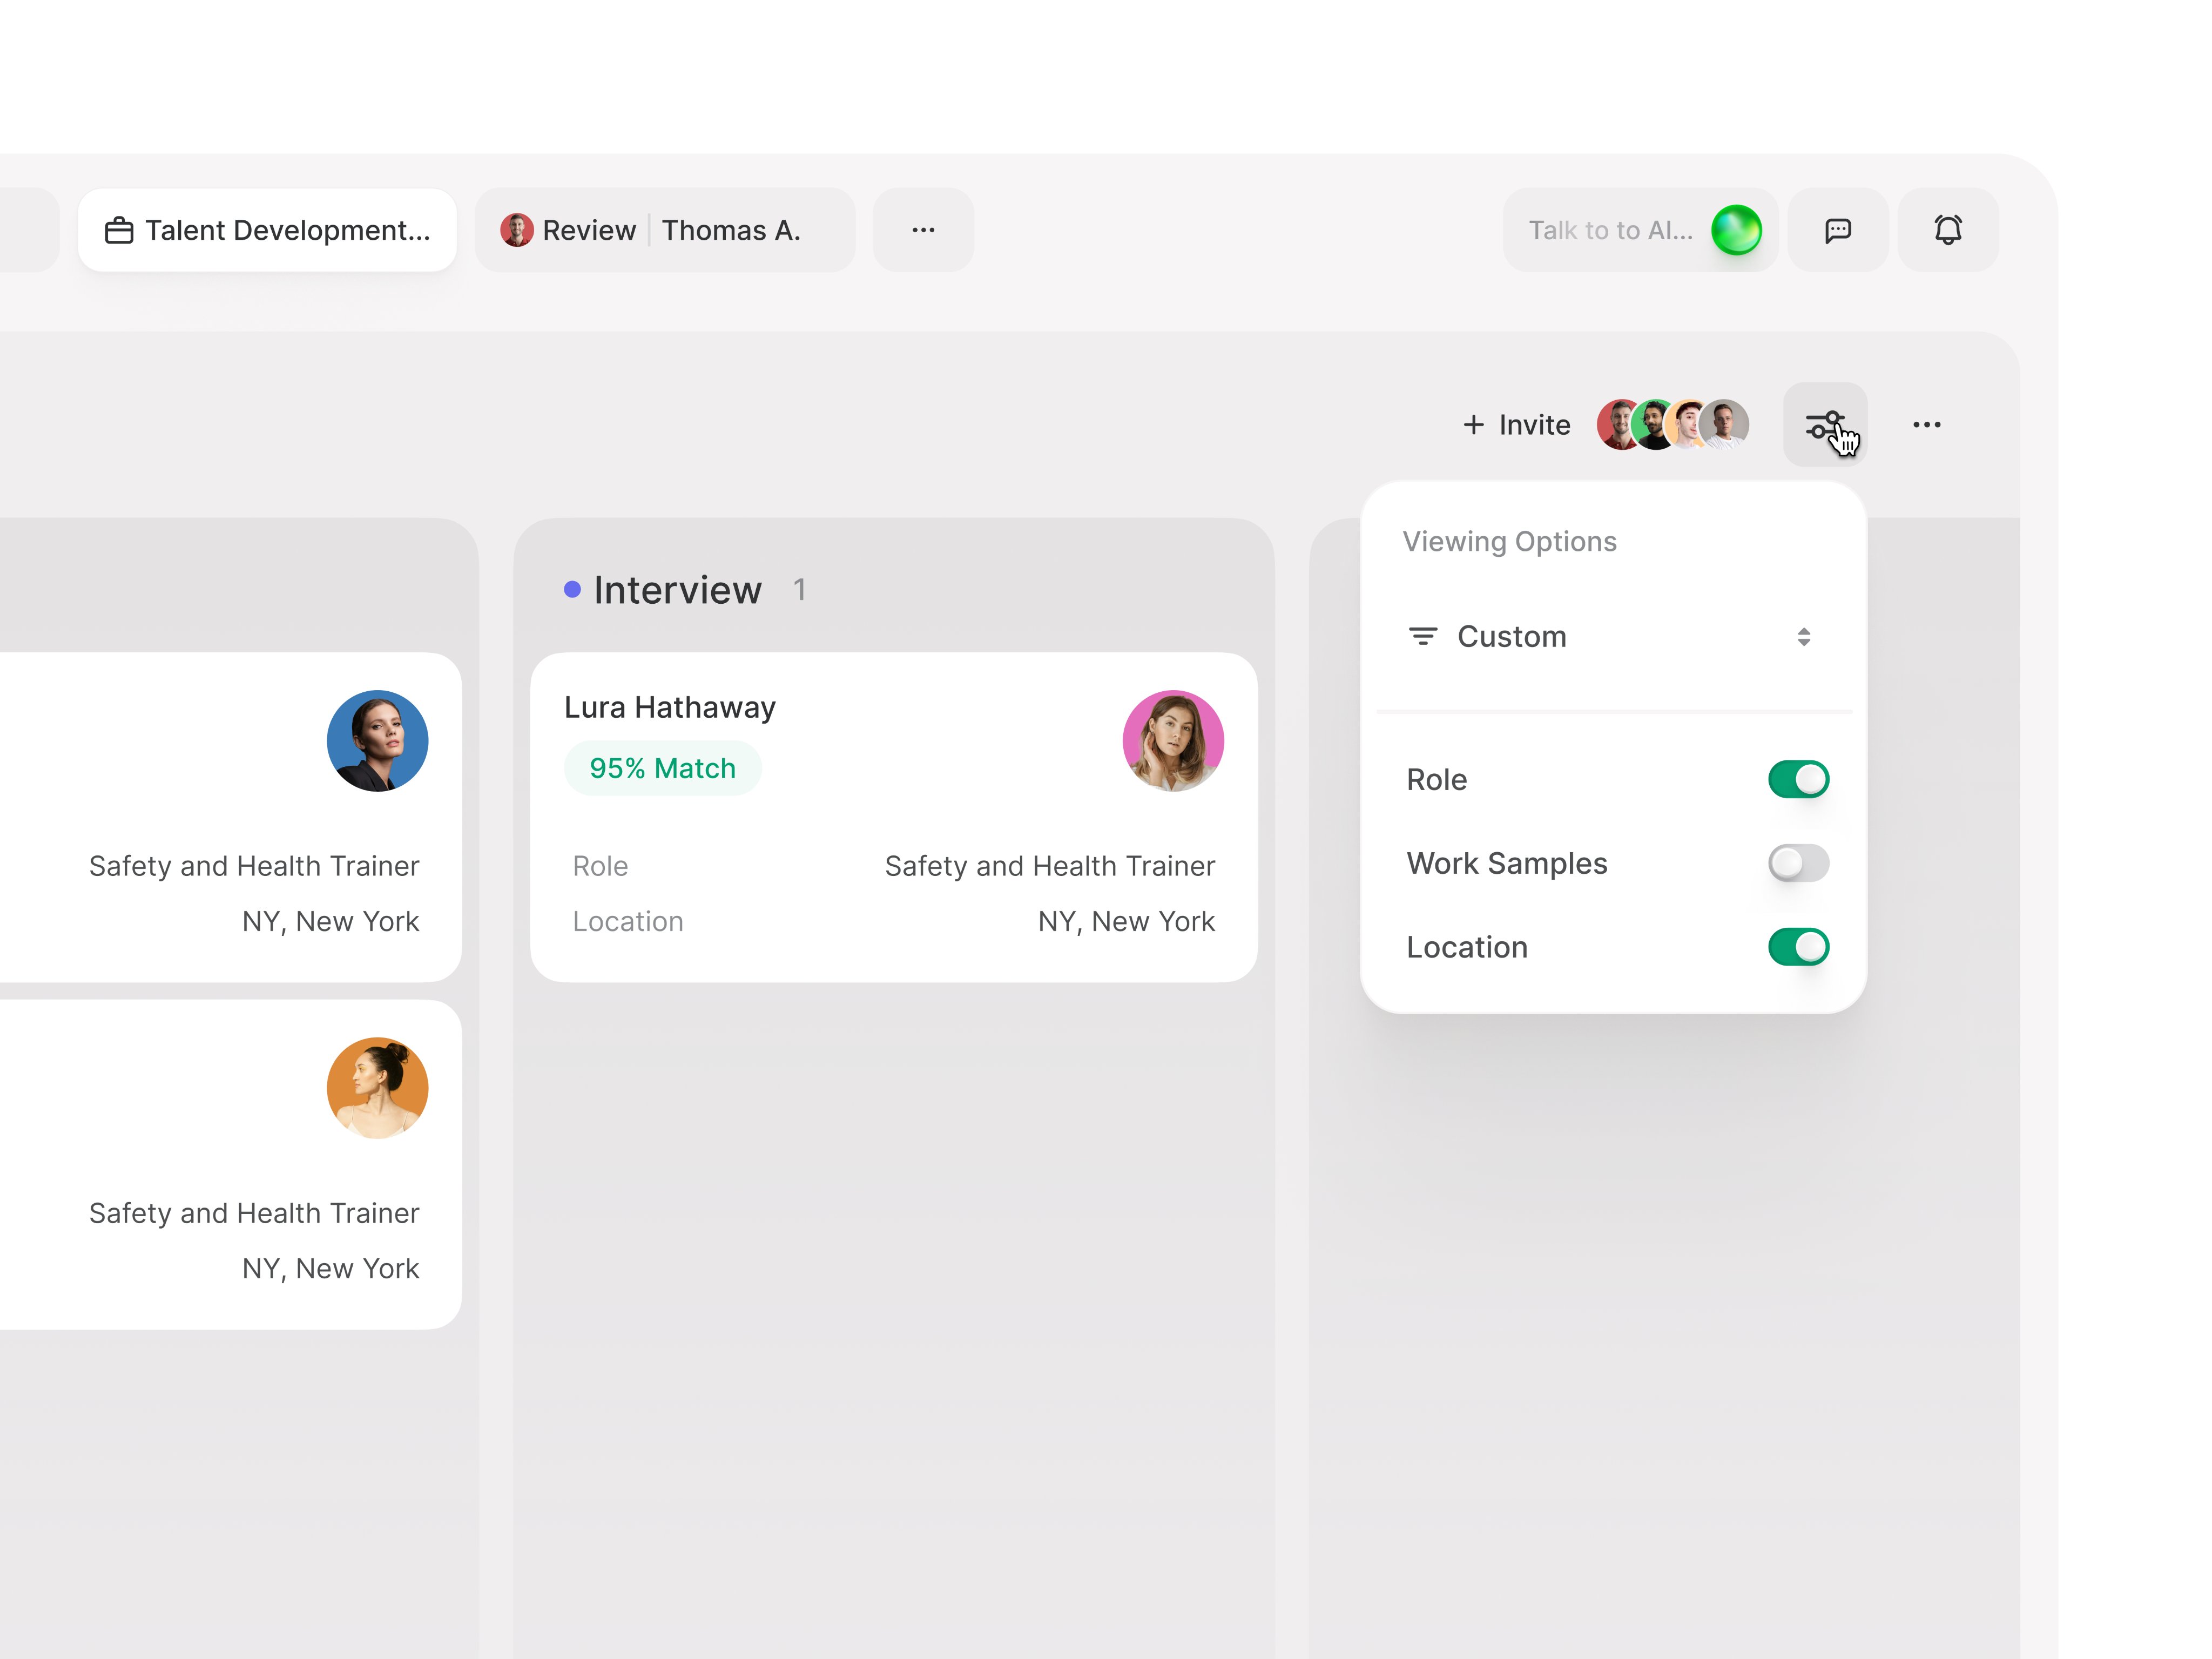 Talent Development...
Review
Thomas A.
Talk to to AI...
+ Invite
Viewing Options
Custom
Role
Work Samples
Location
Safety and Health Trainer
NY, New York
Safety and Health Trainer
NY, New York
Interview 1
Lura Hathaway
95% Match
Role Safety and Health Trainer
Location NY, New York